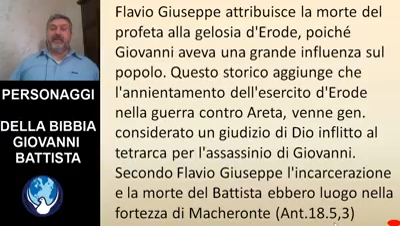 Flavio Giuseppe attribuisce la morte del
profeta alla gelosia d'Erode, poiché
Giovanni aveva una grande influenza sul
popolo. Questo storico aggiunge che
l'annientamento dell'esercito d'Erode
nella guerra contro Areta, venne gen.
considerato un giudizio di Dio inflitto al
tetrarca per l'assassinio di Giovanni.
Secondo Flavio Giuseppe l'incarcerazione
e la morte del Battista ebbero luogo nella
fortezza di Macheronte (Ant.18.5,3)
PERSONAGGI
DELLA BIBBIA
GIOVANNI
BATTISTA